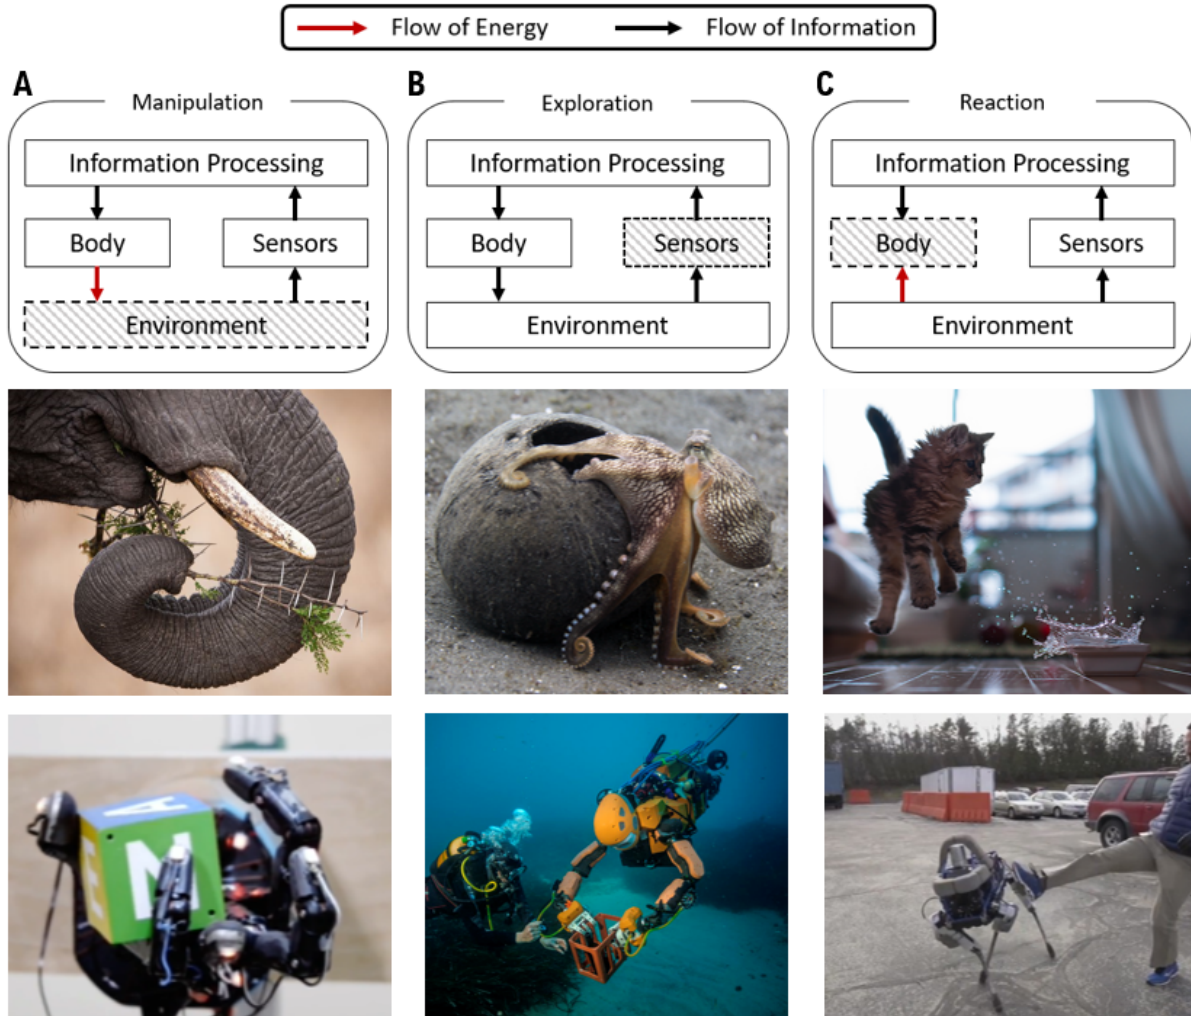 Flow of Energy Flow of Information
A B C
Manipulation Exploration Reaction
Information Processing Information Processing Information Processing
Body Sensors Body Sensors Body Sensors
Environment Environment Environment
A
E M